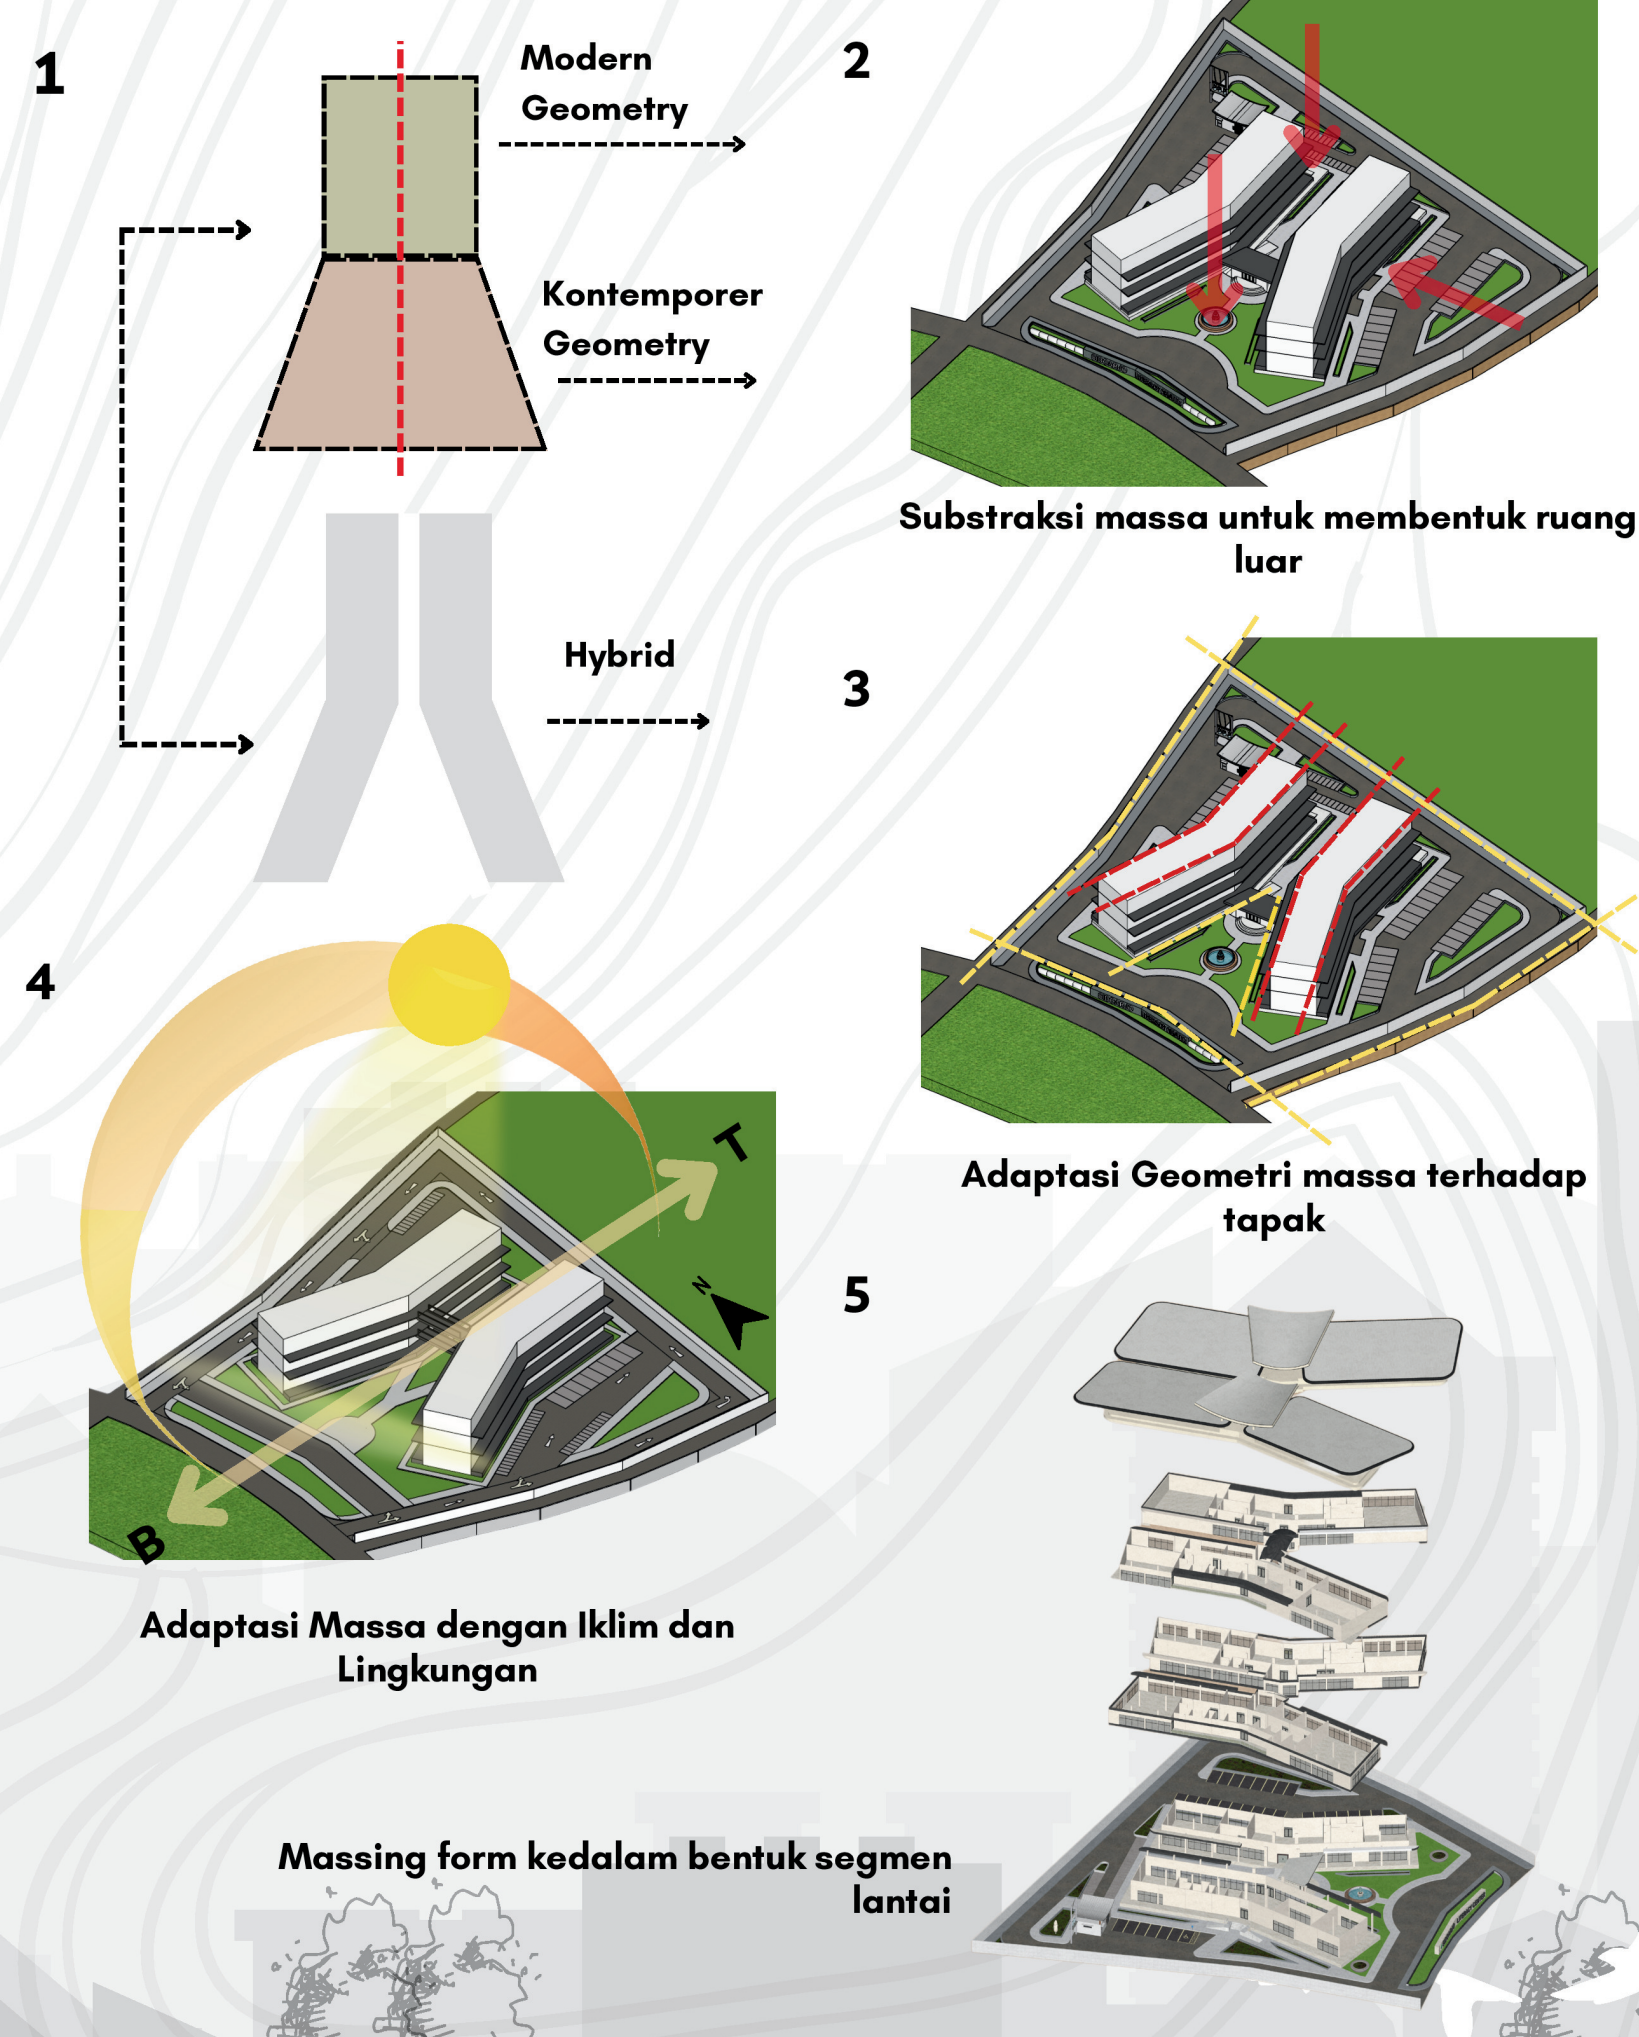 1
Modern
Geometry
Kontemporer
Geometry
Hybrid
2
Substraksi massa untuk membentuk ruang
luar
3
Adaptasi Geometri massa terhadap
tapak
4
T
N
B
Adaptasi Massa dengan Iklim dan
Lingkungan
5
Massing form kedalam bentuk segmen
lantai